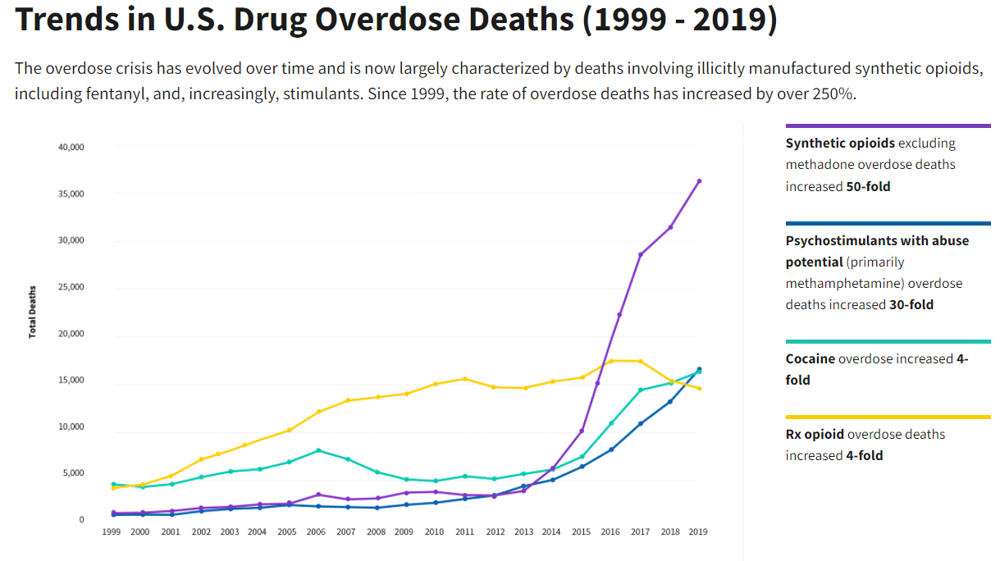 Trends in U.S. Drug Overdose Deaths (1999 - 2019)
The overdose crisis has evolved over time and is now largely characterized by deaths involving illicitly manufactured synthetic opioids,
including fentanyl, and, increasingly, stimulants. Since 1999, the rate of overdose deaths has increased by over 250%.
40,000
35,000
30,000
25,000
20,000
15,000
10,000
5,000
0
Total Deaths
1999 2000 2001 2002 2003 2004 2005 2006 2007 2008 2009 2010 2011 2012 2013 2014 2015 2016 2017 2018 2019
Synthetic opioids excluding
methadone overdose deaths
increased 50-fold
Psychostimulants with abuse
potential (primarily
methamphetamine) overdose
deaths increased 30-fold
Cocaine overdose increased 4-
fold
Rx opioid overdose deaths
increased 4-fold